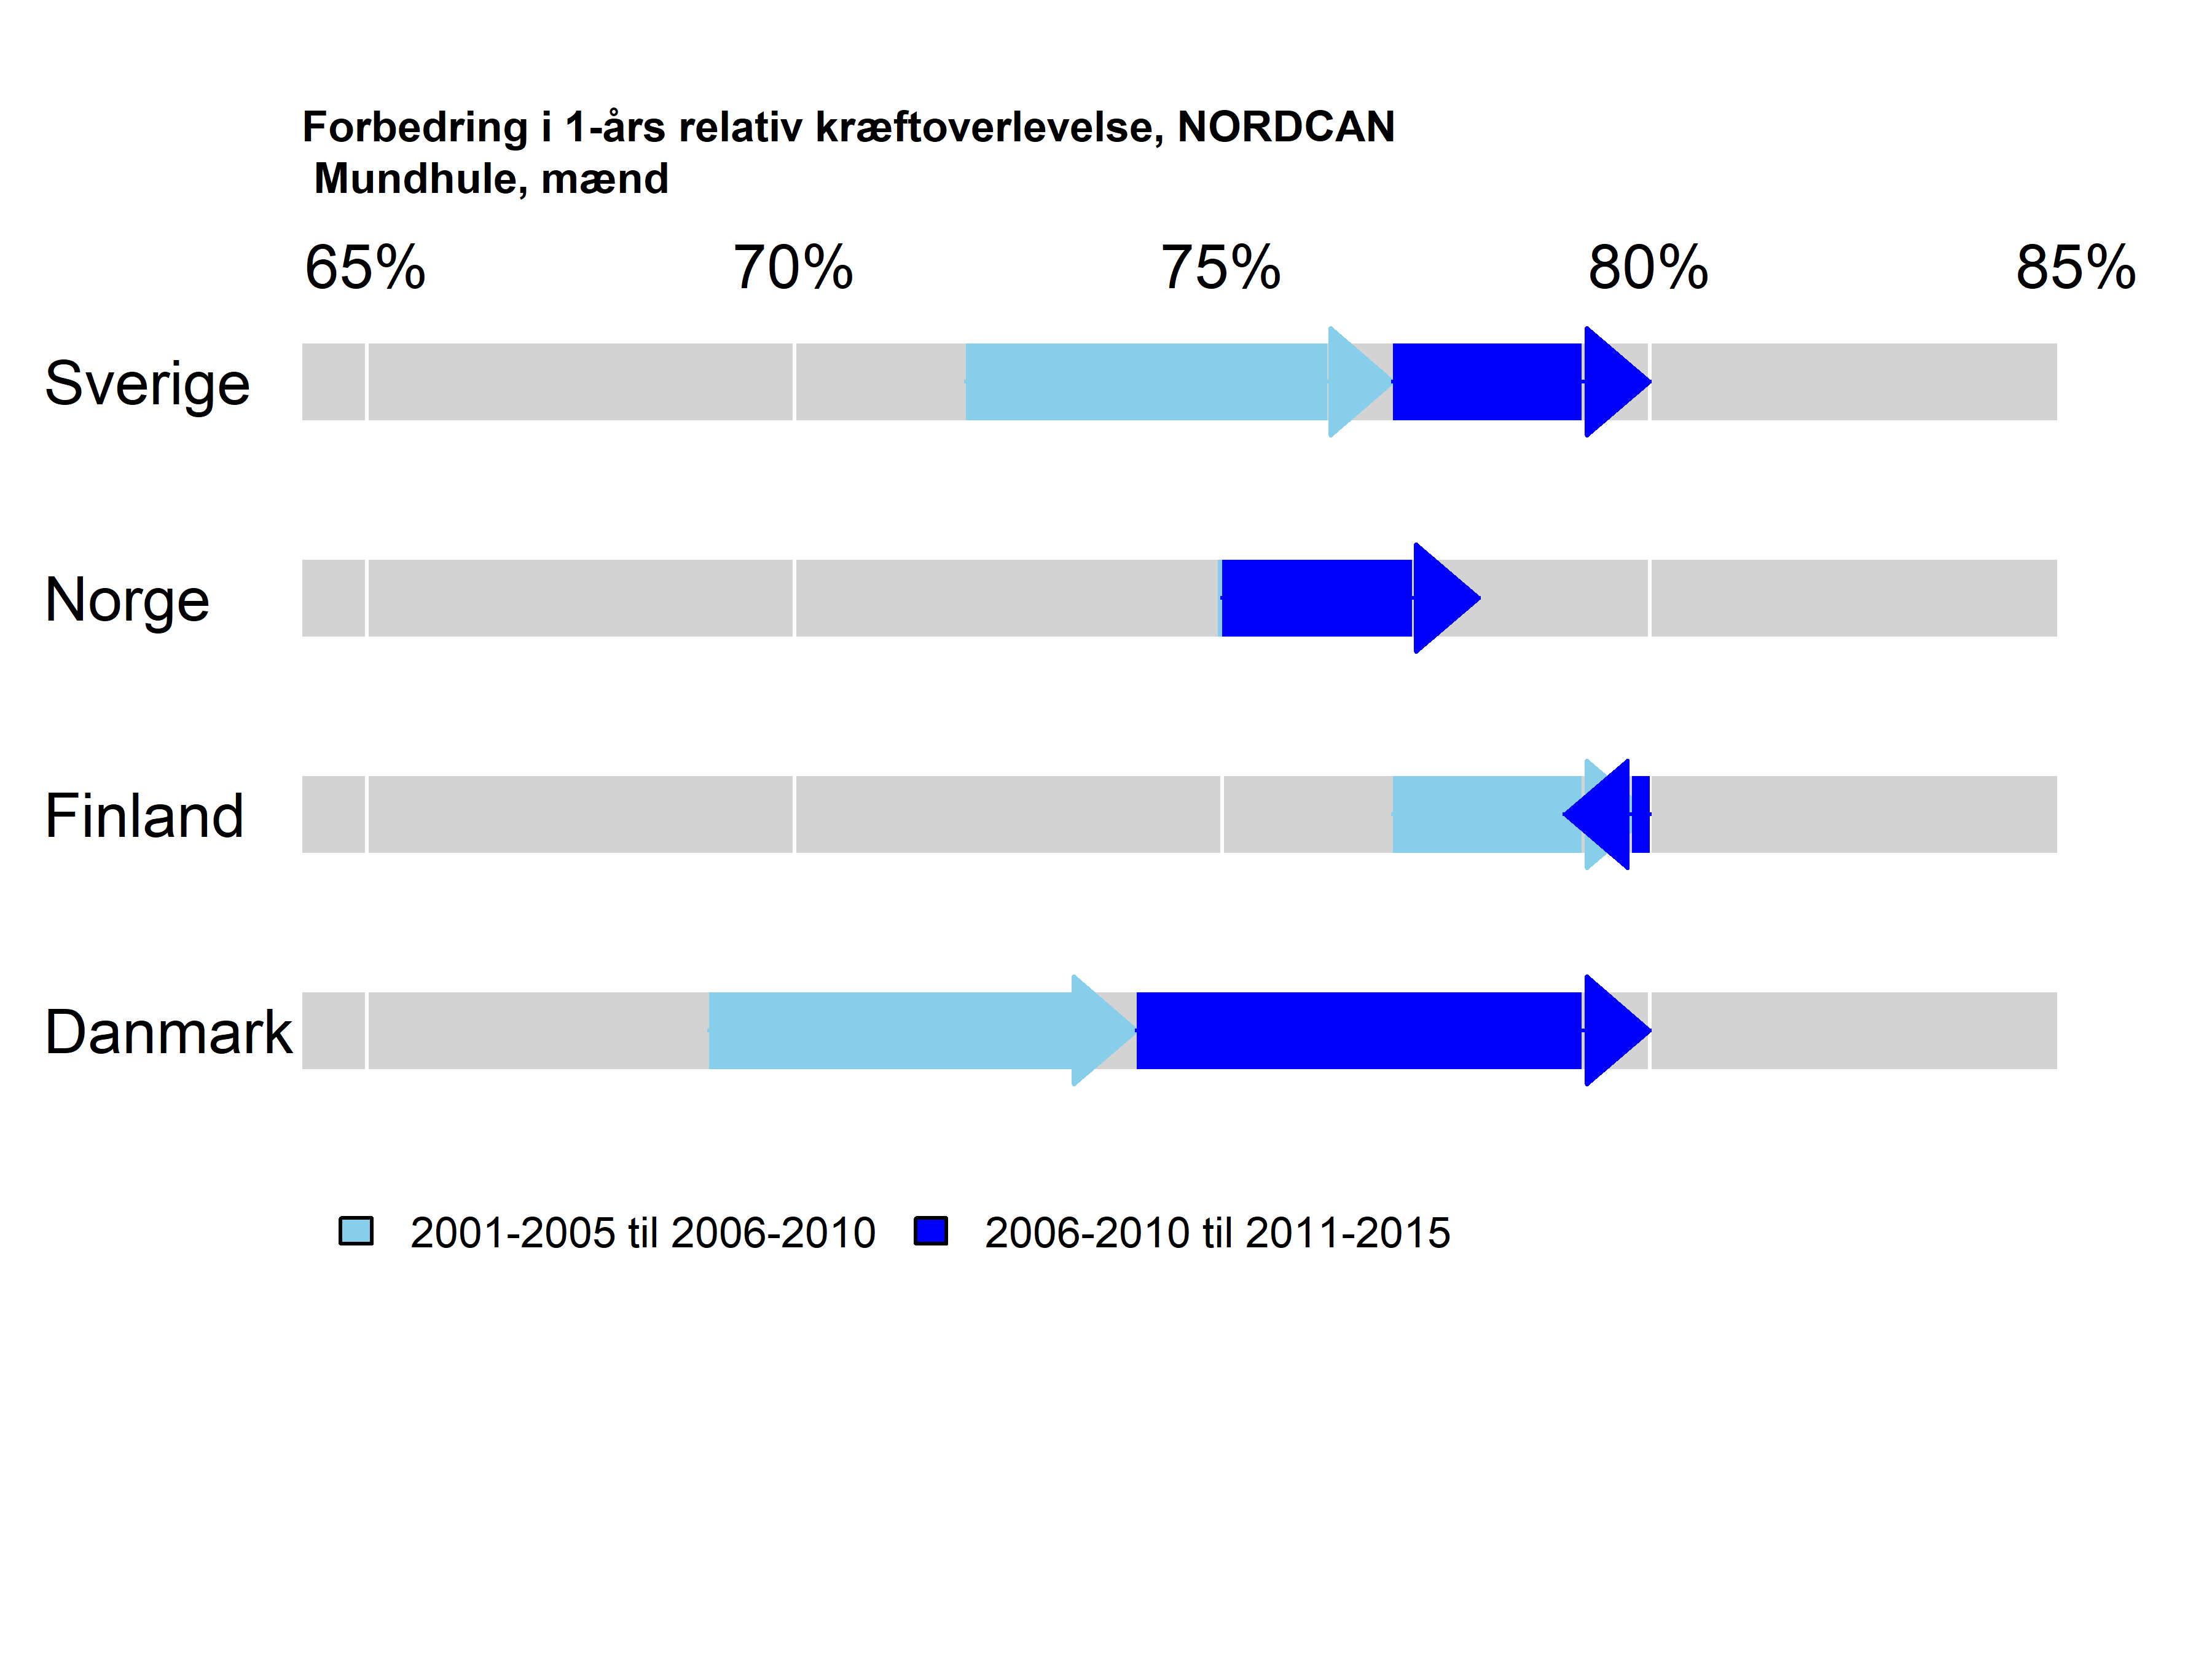 Forbedring i 1-års relativ kræftoverlevelse, NORDCAN
Mundhule, mænd
65% 70% 75% 80% 85%
Sverige
Norge
Finland
Danmark
2001-2005 til 2006-2010 2006-2010 til 2011-2015